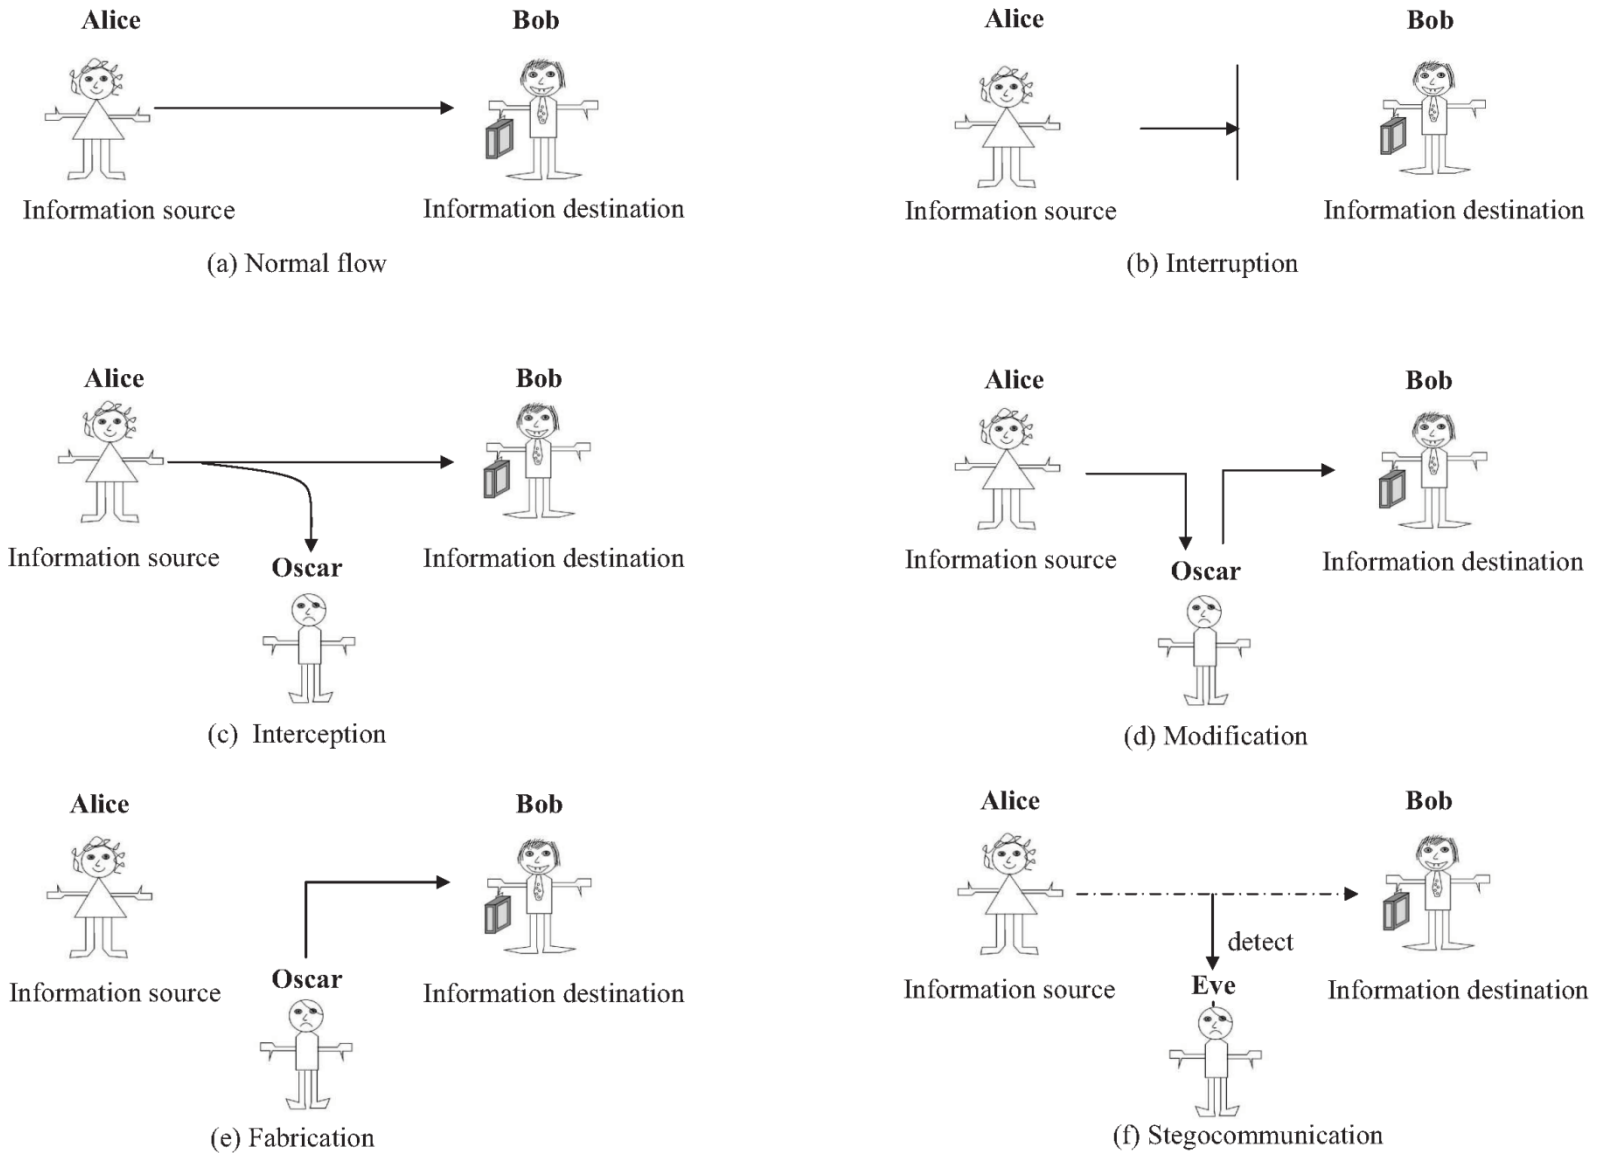 Alice
Bob
Information source
Information destination
(a) Normal flow
Alice
Bob
Information source
Information destination
(b) Interruption
Alice
Bob
Information source
Information destination
Oscar
(c) Interception
Alice
Bob
Information source
Information destination
Oscar
(d) Modification
Alice
Bob
Information source
Information destination
Oscar
(e) Fabrication
Alice
Bob
detect
Information source
Information destination
Eve
(f) Stegocommunication